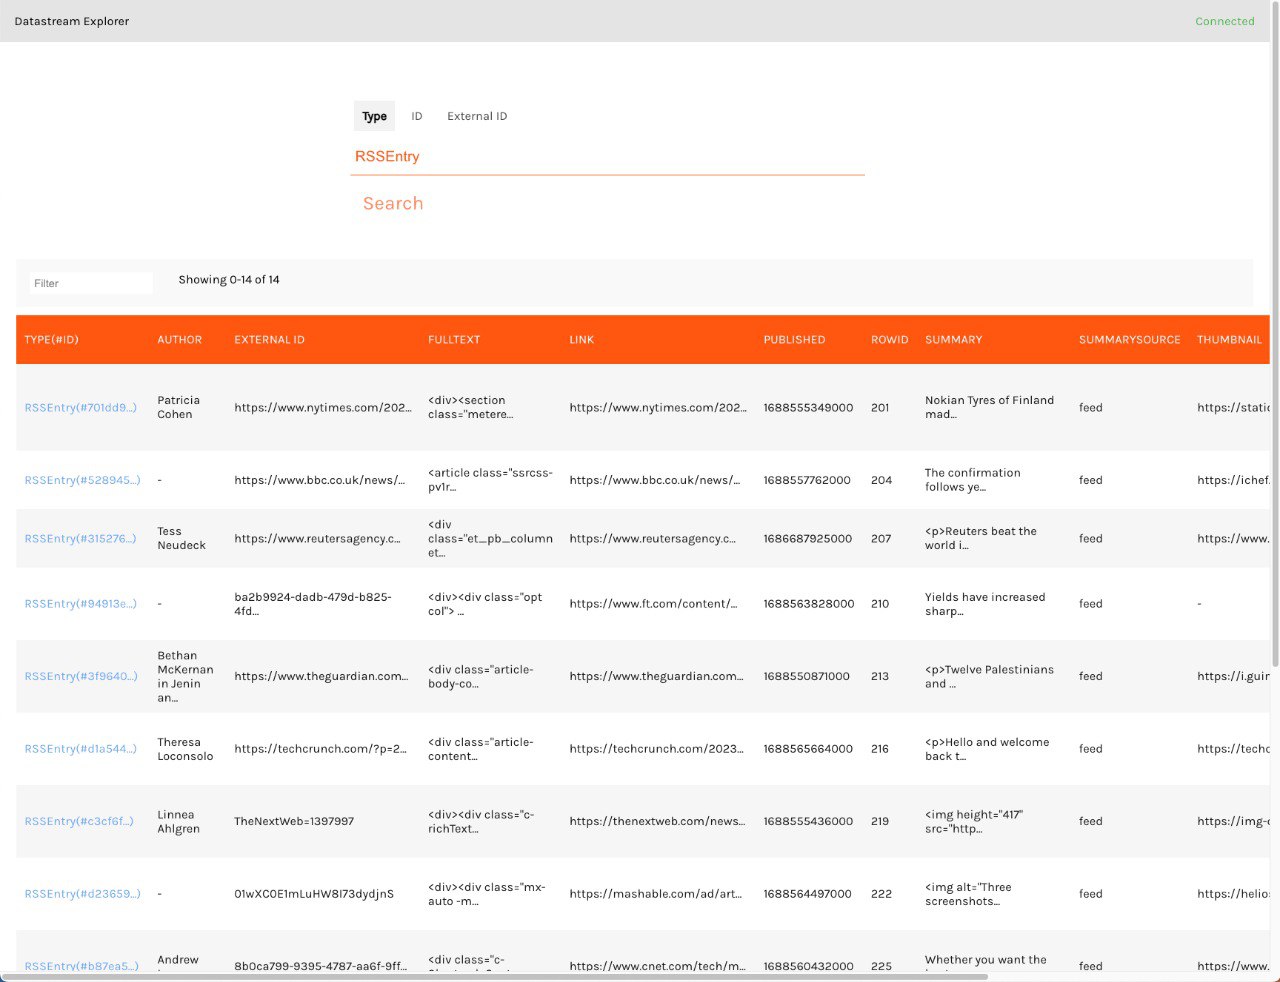 Datastream Explorer
Connected
Type ID External ID
RSSEntry
Search
Filter Showing 0-14 of 14
TYPE(#ID) AUTHOR EXTERNAL ID FULLTEXT LINK PUBLISHED ROWID SUMMARY SUMMARYSOURCE THUMBNAIL
RSSEntry(#701dd9...) Patricia Cohen https://www.nytimes.com/202... <div><section class="metere... https://www.nytimes.com/202... 1688555349000 201 Nokian Tyres of Finland mad... feed https://static
RSSEntry(#528945...) - https://www.bbc.co.uk/news/... <article class="ssrcss-pv1r... https://www.bbc.co.uk/news/... 1688557762000 204 The confirmation follows ye... feed https://ichef.
RSSEntry(#315276...) Tess Neudeck https://www.reutersagency.c... <div class="et_pb_column et... https://www.reutersagency.c... 1686687925000 207 <p>Reuters beat the world i... feed https://www.
RSSEntry(#94913e...) - ba2b9924-dadb-479d-b825-4fd... <div><div class="opt col"> ... https://www.ft.com/content/... 1688563828000 210 Yields have increased sharp... feed -
RSSEntry(#3f9640...) Bethan McKernan in Jenin an... https://www.theguardian.com... <div class="article-body-co... https://www.theguardian.com... 1688550871000 213 <p>Twelve Palestinians and ... feed https://i.guir
RSSEntry(#d1a544...) Theresa Loconsolo https://techcrunch.com/?p=2... <div class="article-content... https://techcrunch.com/2023... 1688565664000 216 <p>Hello and welcome back t... feed https://techc
RSSEntry(#c3cf6f...) Linnea Ahlgren TheNextWeb=1397997 <div><div class="c-richText... https://thenextweb.com/news... 1688555436000 219 <img height="417" src="http... feed https://img-c
RSSEntry(#d23659...) - 01wXC0E1mLuHW8I73dydjnS <div><div class="mx-auto -m... https://mashable.com/ad/art... 1688564497000 222 <img alt="Three screenshots... feed https://helio
RSSEntry(#b87ea5...) Andrew 8b0ca799-9395-4787-aa6f-9ff... <div class="c- https://www.cnet.com/tech/m... 1688560432000 225 Whether you want the feed https://www.